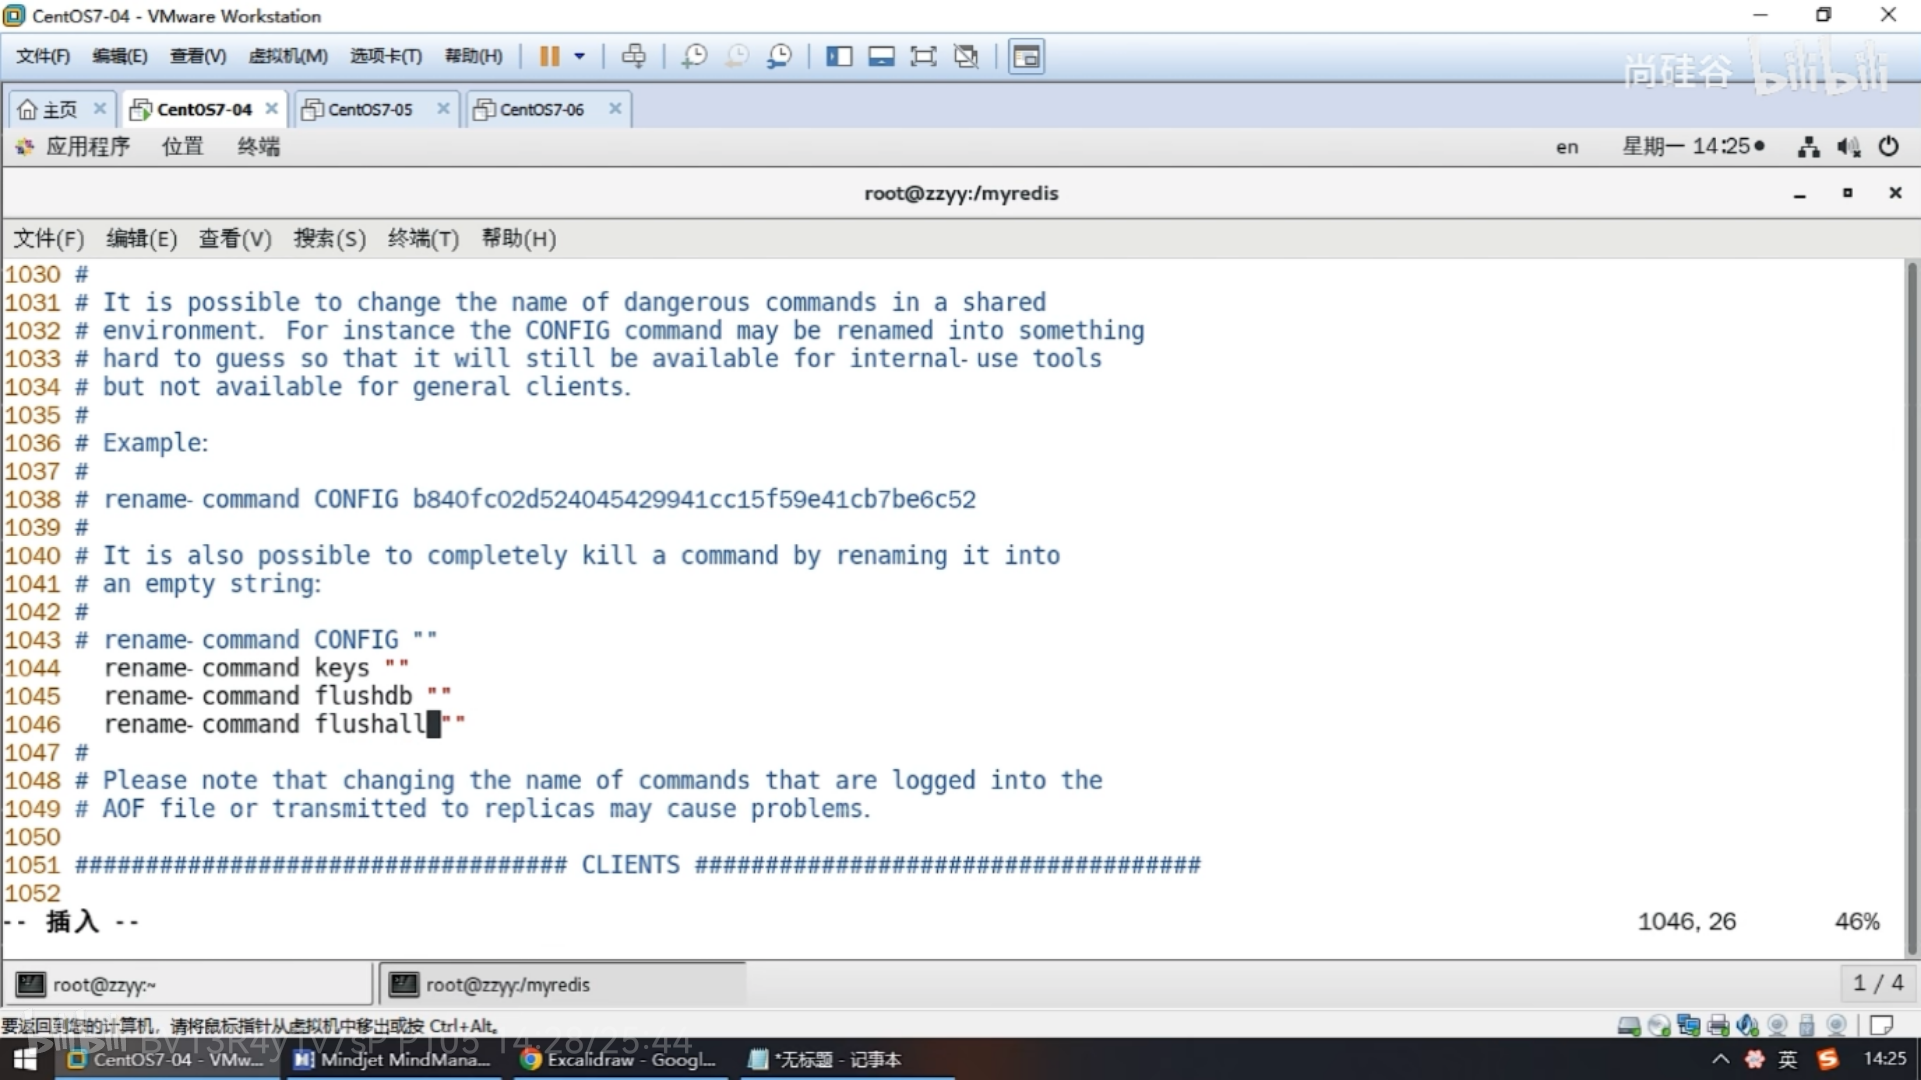 CentOS7-04 - VMware Workstation
文件(F) 编辑(E) 查看(V) 虚拟机(M) 选项卡(T) 帮助(H)
尚硅谷 bilibili
主页 CentOS7-04 CentOS7-05 CentOS7-06
应用程序 位置 终端 en 星期一 14:25
root@zzyy:/myredis
文件(F) 编辑(E) 查看(V) 搜索(S) 终端(T) 帮助(H)
1030 #
1031 # It is possible to change the name of dangerous commands in a shared
1032 # environment. For instance the CONFIG command may be renamed into something
1033 # hard to guess so that it will still be available for internal-use tools
1034 # but not available for general clients.
1035 #
1036 # Example:
1037 #
1038 # rename-command CONFIG b840fc02d524045429941cc15f59e41cb7be6c52
1039 #
1040 # It is also possible to completely kill a command by renaming it into
1041 # an empty string:
1042 #
1043 # rename-command CONFIG ""
1044 rename-command keys ""
1045 rename-command flushdb ""
1046 rename-command flushall ""
1047 #
1048 # Please note that changing the name of commands that are logged into the
1049 # AOF file or transmitted to replicas may cause problems.
1050
1051 ################################### CLIENTS ####################################
1052
-- 插入 -- 1046,26 46%
root@zzyy:~ root@zzyy:/myredis 1 / 4
要返回到您的计算机，请将鼠标指针从虚拟机中移出或按 Ctrl+Alt。
P105 14:28/25:44
CentOS7-04 - VMw... Mindjet MindMana... Excalidraw - Googl... *无标题 - 记事本 英 14:25